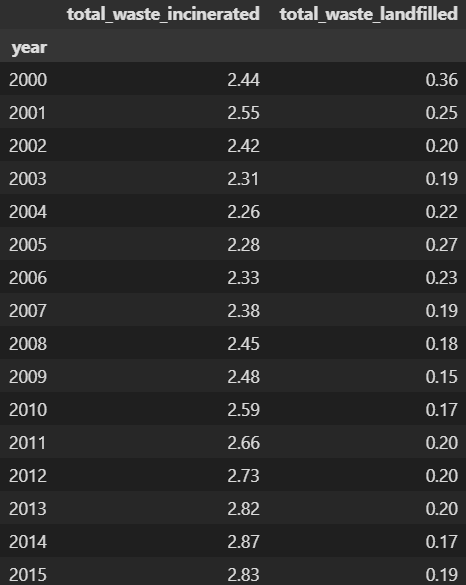 total_waste_incinerated total_waste_landfilled
year
2000 2.44 0.36
2001 2.55 0.25
2002 2.42 0.20
2003 2.31 0.19
2004 2.26 0.22
2005 2.28 0.27
2006 2.33 0.23
2007 2.38 0.19
2008 2.45 0.18
2009 2.48 0.15
2010 2.59 0.17
2011 2.66 0.20
2012 2.73 0.20
2013 2.82 0.20
2014 2.87 0.17
2015 2.83 0.19